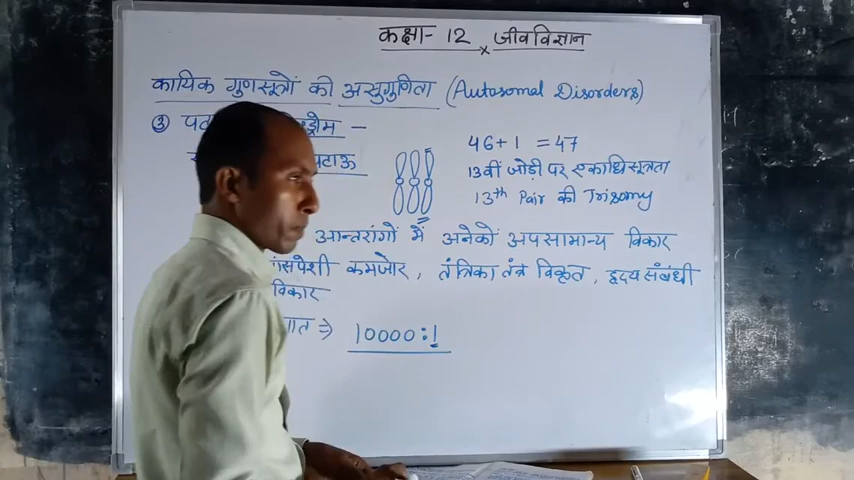 कक्षा- 12 × जीवविज्ञान
कायिक गुणसूत्रों की असुगुणिता (Autosomal Disorders)
③ –
46+1 = 47
13वीं जोड़ी पर एकाधिसूत्रता
13th Pair की Trisomy
आन्तरांगों में अनेकों अपसामान्य विकार
कमजोर, तंत्रिका तंत्र विकृत, हृदय संबंधी
विकार
⇒ 10000:1